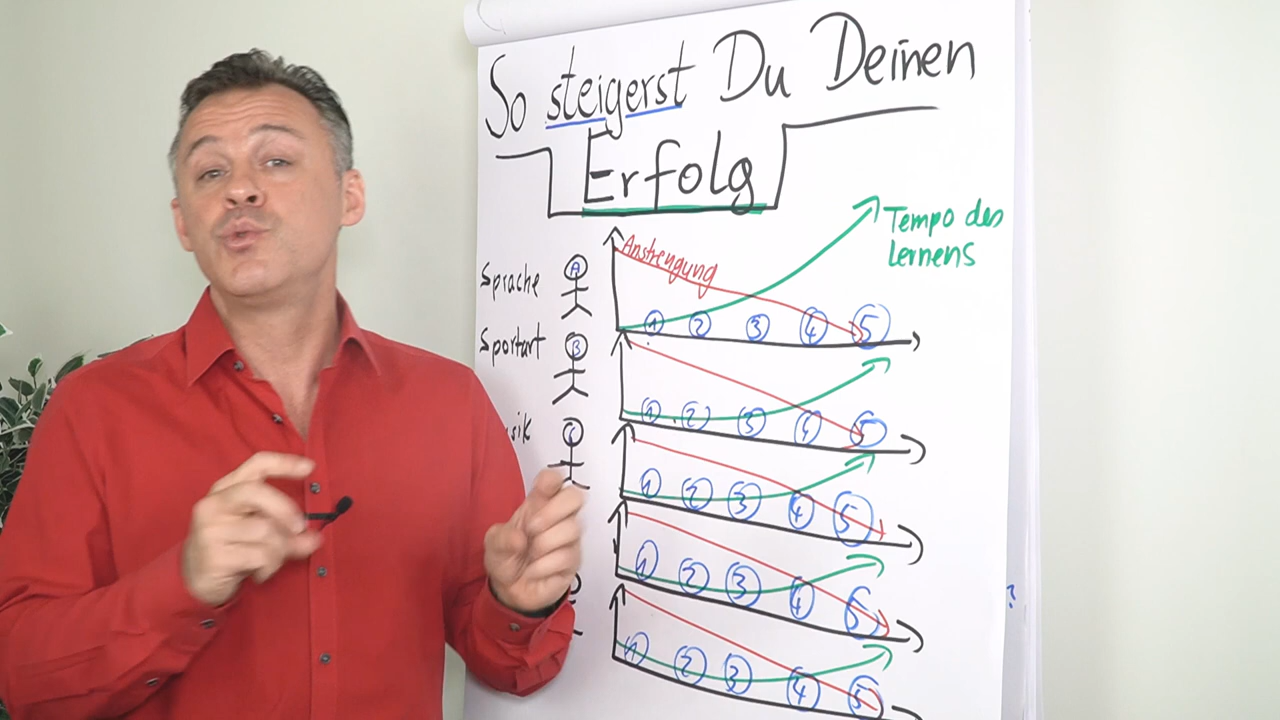 So steigerst Du Deinen
Erfolg
Tempo des
lernens
Anstrengung
Sprache A
1 2 3 4 5
Sportart B
1 2 3 4 5
sik C
1 2 3 4 5
1 2 3 4 5
1 2 3 4 5
?